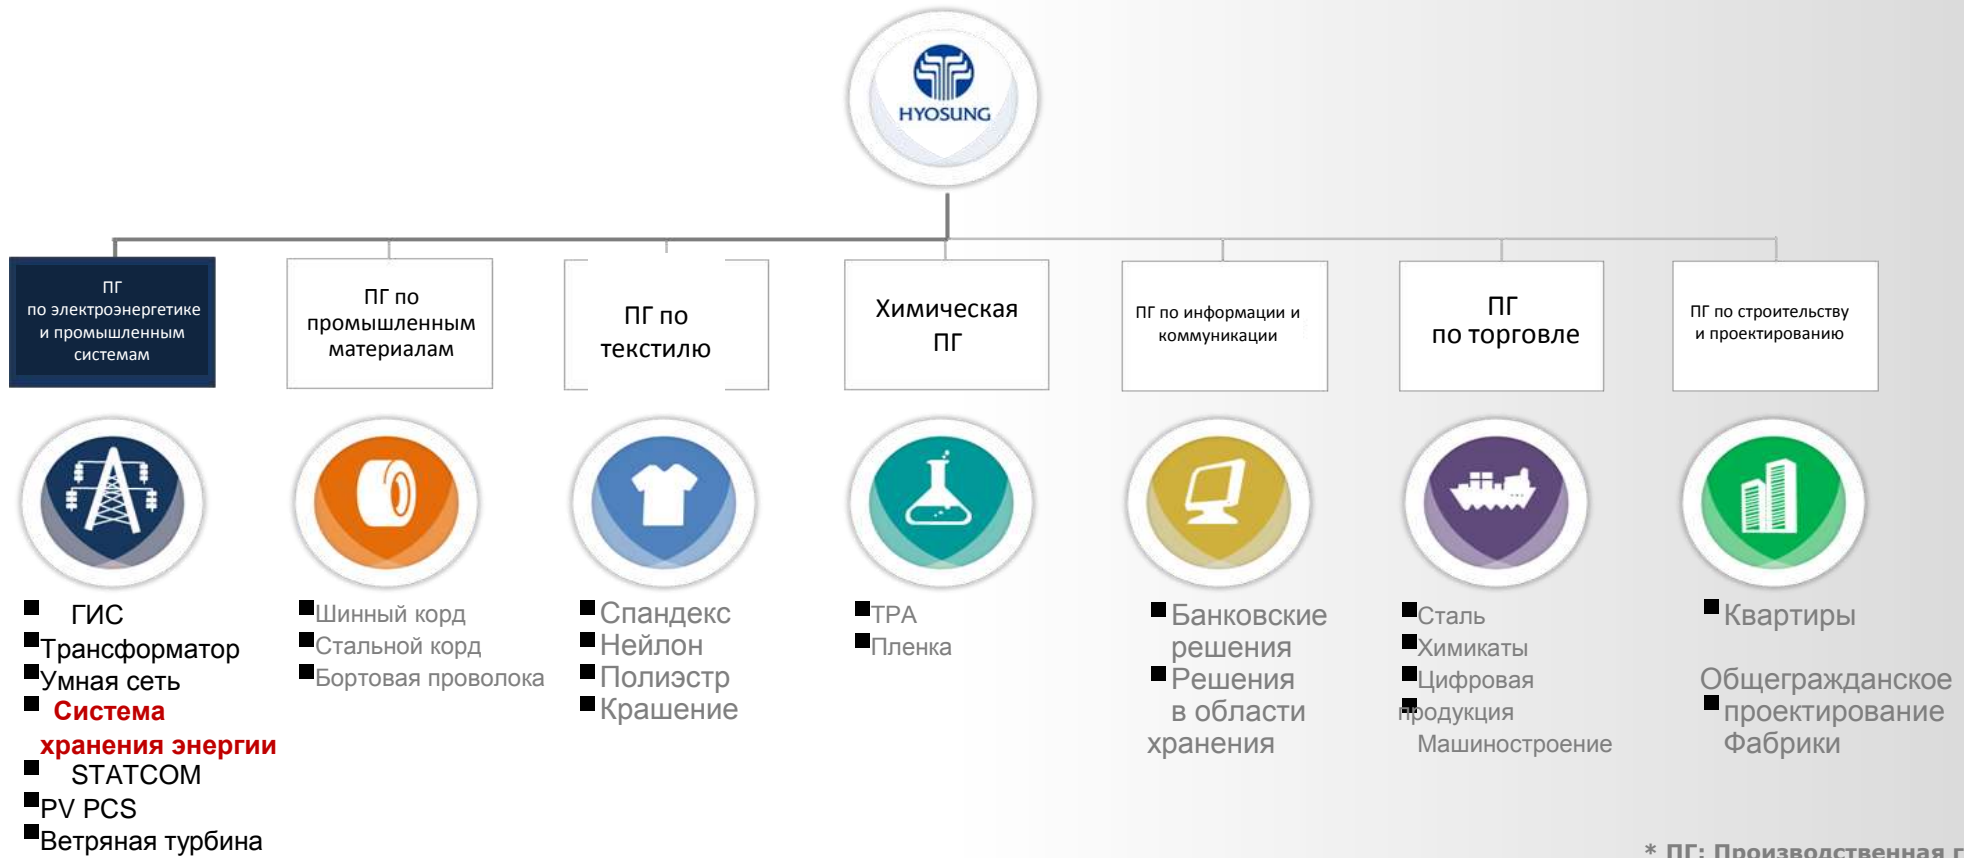 HYOSUNG
ПГ
по электроэнергетике
и промышленным
системам
ПГ по
промышленным
материалам
ПГ по
текстилю
Химическая
ПГ
ПГ по информации и
коммуникации
ПГ
по торговле
ПГ по строительству
и проектированию
ГИС
Трансформатор
Умная сеть
Система
хранения энергии
STATCOM
PV PCS
Ветряная турбина
Шинный корд
Стальной корд
Бортовая проволока
Спандекс
Нейлон
Полиэстр
Крашение
TPA
Пленка
Банковские
решения
Решения
в области
хранения
Сталь
Химикаты
Цифровая
продукция
Машиностроение
Квартиры
Общегражданское
проектирование
Фабрики
* ПГ: Производственная г